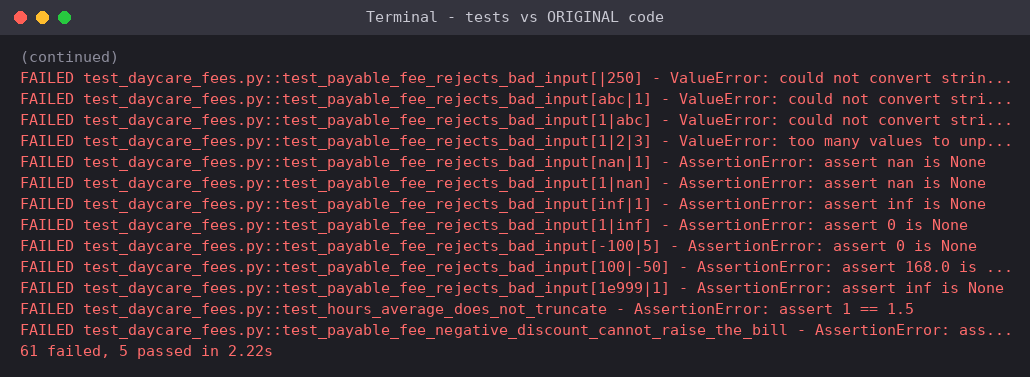 Terminal - tests vs ORIGINAL code
(continued)
FAILED test_daycare_fees.py::test_payable_fee_rejects_bad_input[|250] - ValueError: could not convert strin...
FAILED test_daycare_fees.py::test_payable_fee_rejects_bad_input[abc|1] - ValueError: could not convert stri...
FAILED test_daycare_fees.py::test_payable_fee_rejects_bad_input[1|abc] - ValueError: could not convert stri...
FAILED test_daycare_fees.py::test_payable_fee_rejects_bad_input[1|2|3] - ValueError: too many values to unp...
FAILED test_daycare_fees.py::test_payable_fee_rejects_bad_input[nan|1] - AssertionError: assert nan is None
FAILED test_daycare_fees.py::test_payable_fee_rejects_bad_input[1|nan] - AssertionError: assert nan is None
FAILED test_daycare_fees.py::test_payable_fee_rejects_bad_input[inf|1] - AssertionError: assert inf is None
FAILED test_daycare_fees.py::test_payable_fee_rejects_bad_input[1|inf] - AssertionError: assert 0 is None
FAILED test_daycare_fees.py::test_payable_fee_rejects_bad_input[-100|5] - AssertionError: assert 0 is None
FAILED test_daycare_fees.py::test_payable_fee_rejects_bad_input[100|-50] - AssertionError: assert 168.0 is ...
FAILED test_daycare_fees.py::test_payable_fee_rejects_bad_input[1e999|1] - AssertionError: assert inf is None
FAILED test_daycare_fees.py::test_hours_average_does_not_truncate - AssertionError: assert 1 == 1.5
FAILED test_daycare_fees.py::test_payable_fee_negative_discount_cannot_raise_the_bill - AssertionError: ass...
61 failed, 5 passed in 2.22s